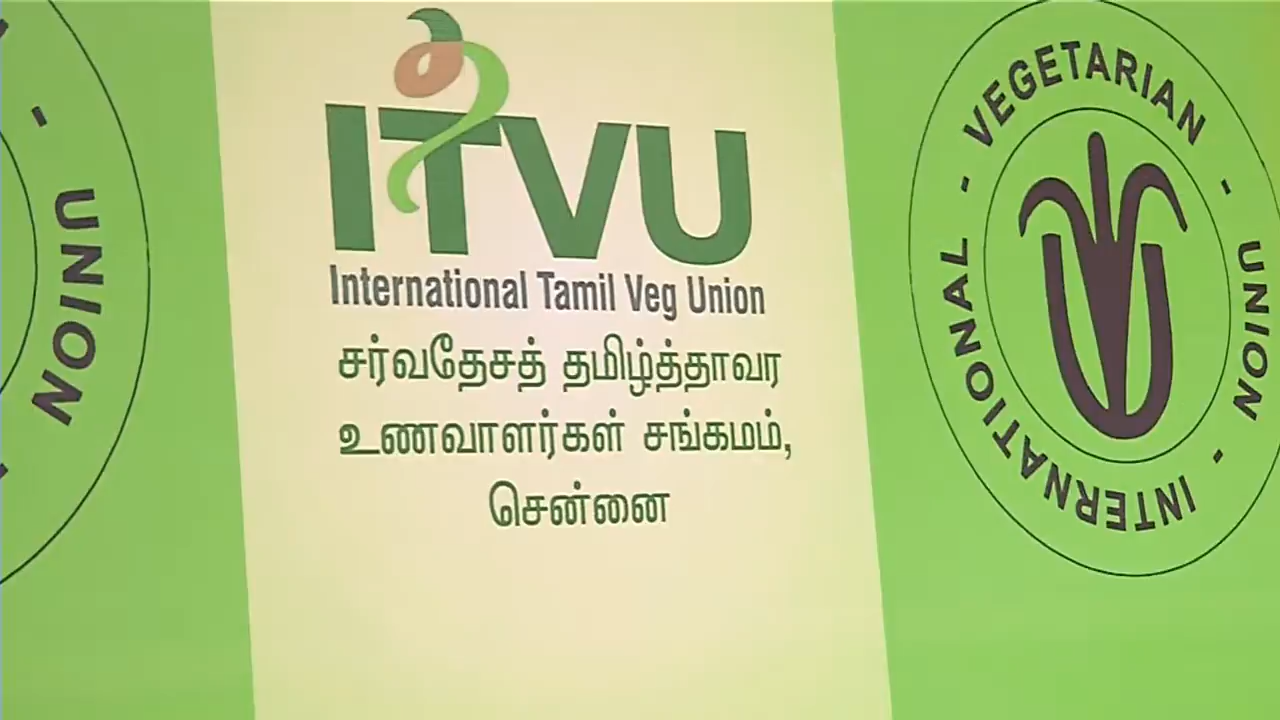 ITVU
International Tamil Veg Union
சர்வதேசத் தமிழ்த்தாவர
உணவாளர்கள் சங்கமம்,
சென்னை
INTERNATIONAL - VEGETARIAN - UNION -
UNION -